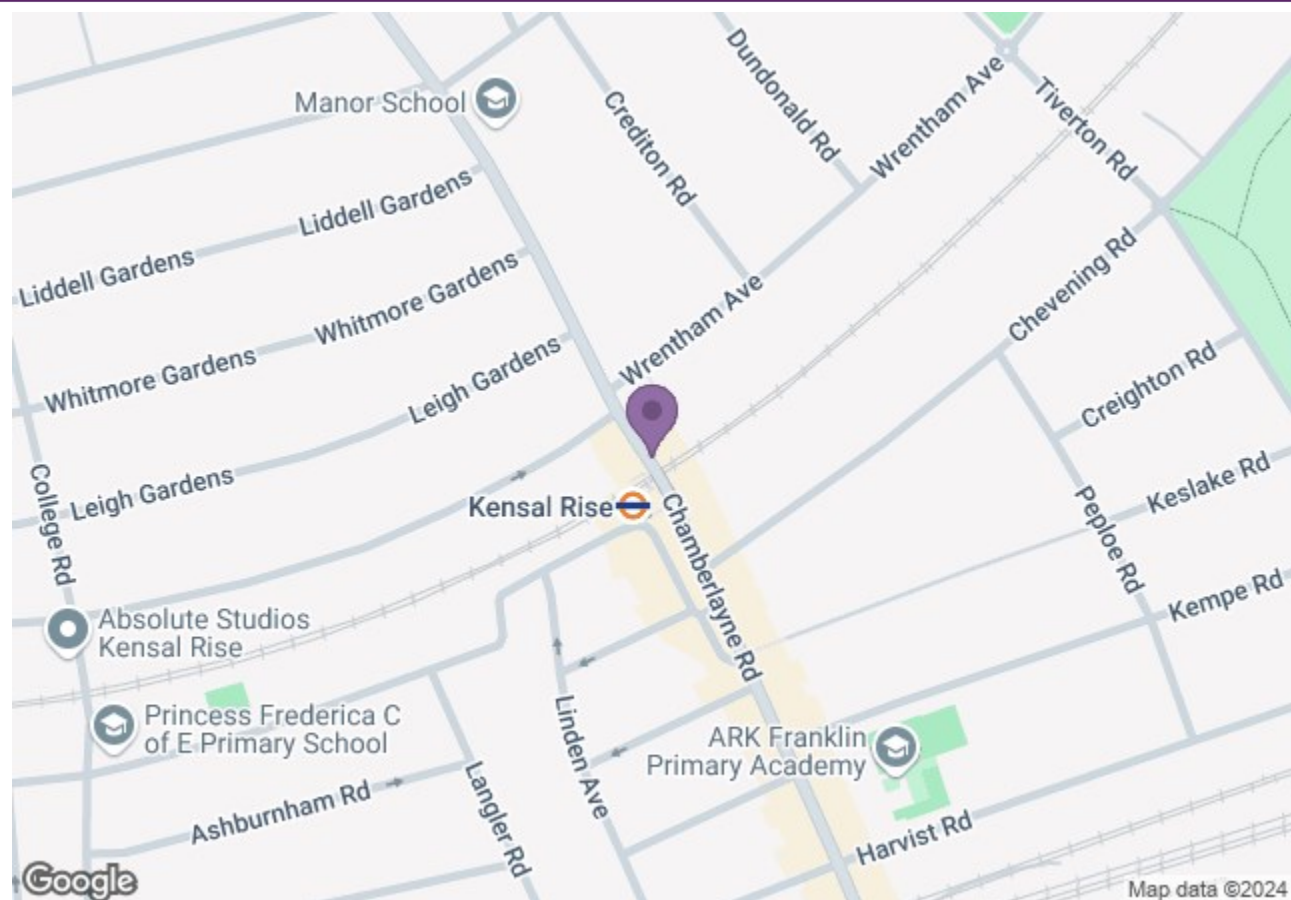 Manor School
Crediton Rd
Dundonald Rd
Wrentham Ave
Tiverton Rd
Liddell Gardens
Liddell Gardens
Whitmore Gardens
Whitmore Gardens
Wrentham Ave
Chevening Rd
Leigh Gardens
Creighton Rd
Leigh Gardens
College Rd
Kensal Rise
Chamberlayne Rd
Keslake Rd
Peploe Rd
Kempe Rd
Absolute Studios
Kensal Rise
Princess Frederica C
of E Primary School
Linden Ave
ARK Franklin
Primary Academy
Ashburnham Rd
Langler Rd
Harvist Rd
Google
Map data ©2024